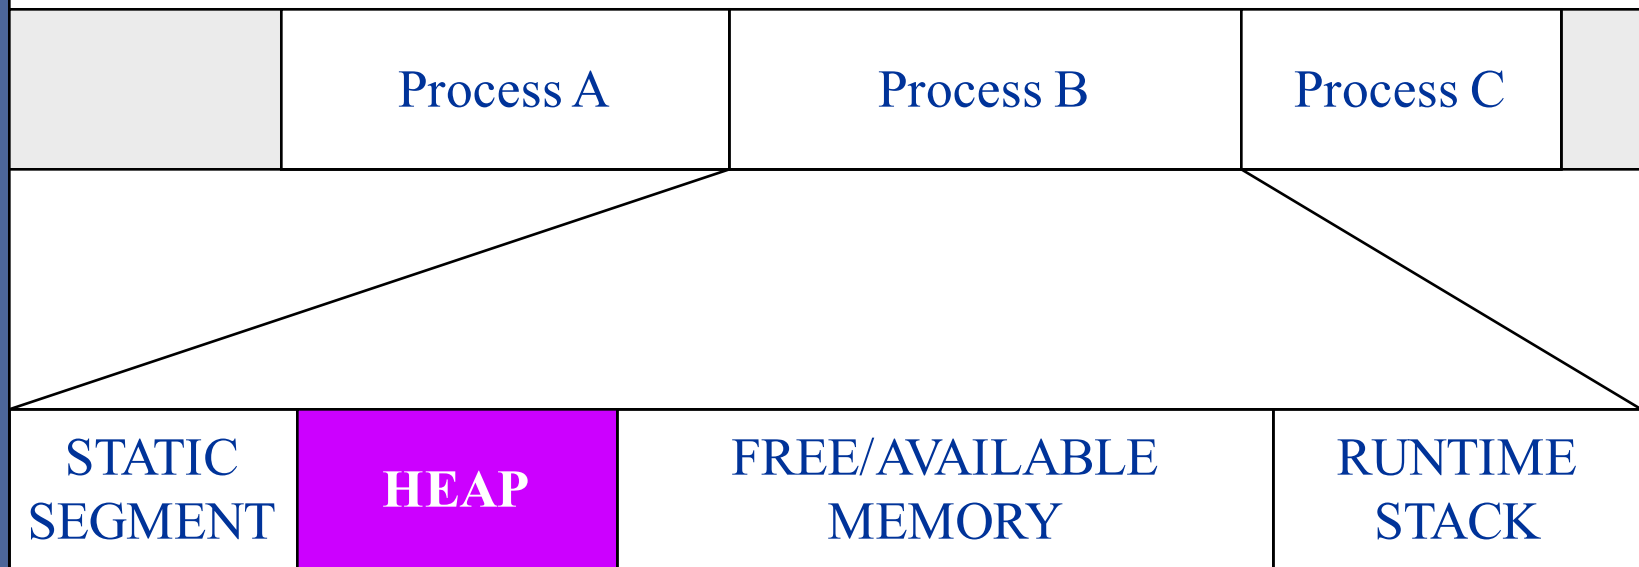 Process A
Process B
Process C
STATIC
SEGMENT
HEAP
FREE/AVAILABLE
MEMORY
RUNTIME
STACK